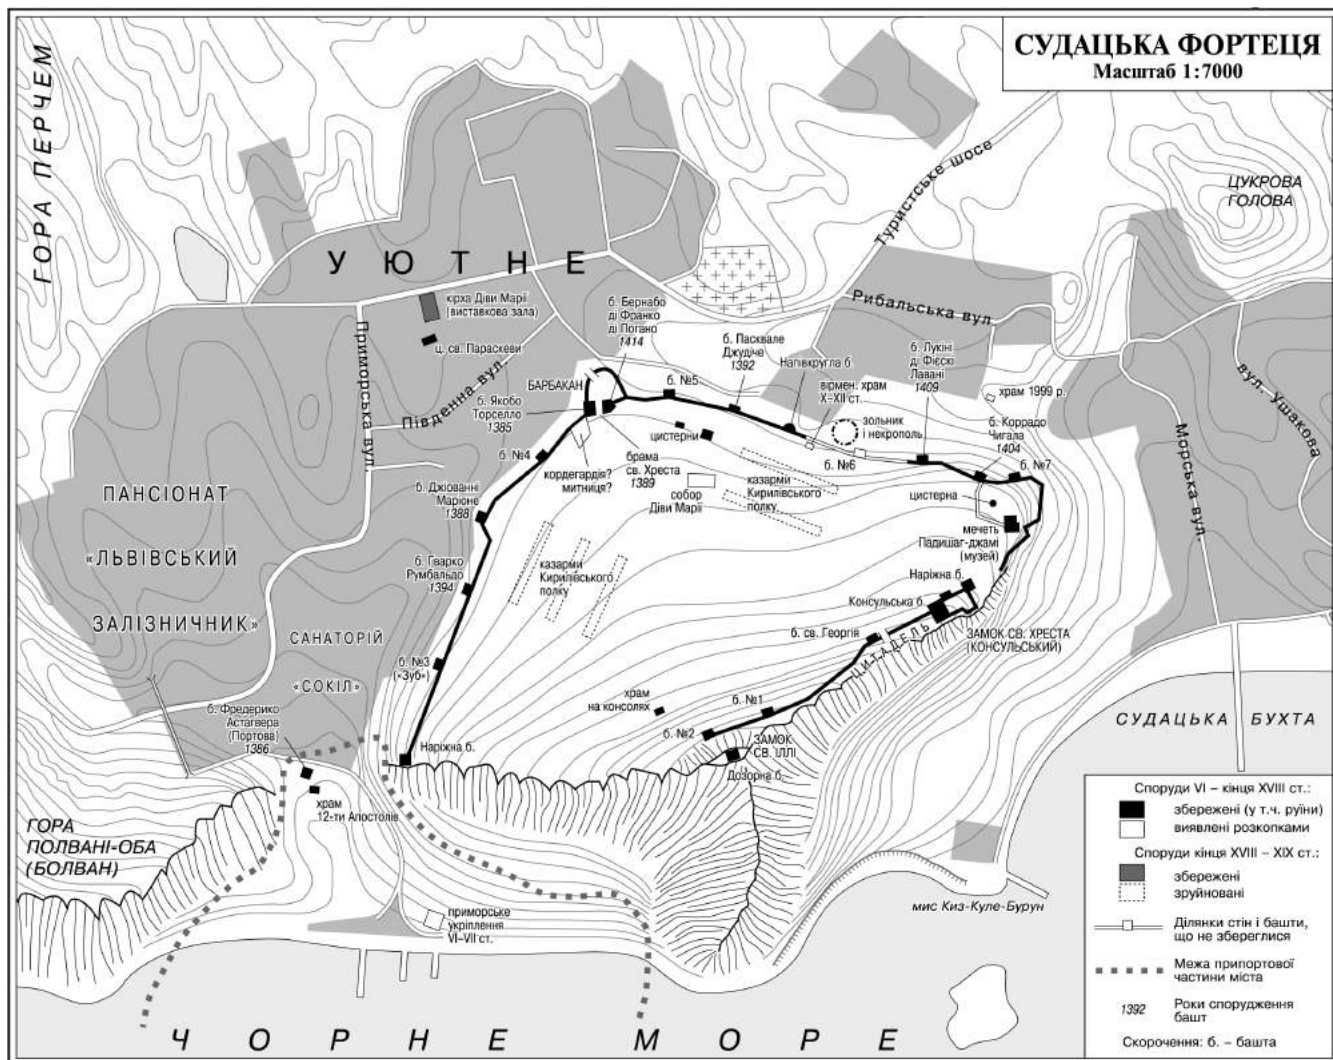 СУДАЦЬКА ФОРТЕЦЯ
Масштаб 1:7000
ГОРА ПЕРЧЕМ
ЦУКРОВА
ГОЛОВА
Туристське шосе
УЮТНЕ
кірха Діви Марії
(виставкова зала)
ц. св. Параскеви
б. Бернабо
ді Франко
ді Погано
1414
Рибальська вул.
Приморська вул.
Південна вул.
БАРБАКАН
б. Якобо
Торселло
1385
б. №5
б. Пасквале
Джудіче
1392
Напівкругла б.
вірмен. храм
X–XII ст.
б. Лукіні
ді Фієскі
Лавані
1409
храм 1999 р.
вул. Ушакова
Морська вул.
зольник
і некрополь
б. Коррадо
Чигала
1404
б. №4
цистерни
б. №6
б. №7
кордегардія?
митниця?
брама
св. Хреста
1389
собор
Діви Марії
казарми
Кирилівського
полку
цистерна
б. Джіованні
Маріоне
1388
мечеть
Падишаг-джамі
(музей)
ПАНСІОНАТ
«ЛЬВІВСЬКИЙ
ЗАЛІЗНИЧНИК»
б. Гварко
Румбальдо
1394
казарми
Кирилівського
полку
Наріжна б.
Консульська б.
САНАТОРІЙ
«СОКІЛ»
б. св. Георгія
ЦИТАДЕЛЬ
ЗАМОК СВ. ХРЕСТА
(КОНСУЛЬСЬКИЙ)
б. №3
(«Зуб»)
храм
на консолях
б. №1
б. №2
ЗАМОК
СВ. ІЛЛІ
Дозорна б.
СУДАЦЬКА БУХТА
б. Фредерико
Астагвера
(Портова)
1386
Наріжна б.
храм
12-ти Апостолів
ГОРА
ПОЛВАНІ-ОБА
(БОЛВАН)
приморське
укріплення
VI–VII ст.
мис Киз-Куле-Бурун
ЧОРНЕ МОРЕ
Споруди VI – кінця XVIII ст.:
збережені (у т.ч. руїни)
виявлені розкопками
Споруди кінця XVIII – XIX ст.:
збережені
зруйновані
Ділянки стін і башти,
що не збереглися
Межа припортової
частини міста
1392
Роки спорудження
башт
Скорочення: б. – башта